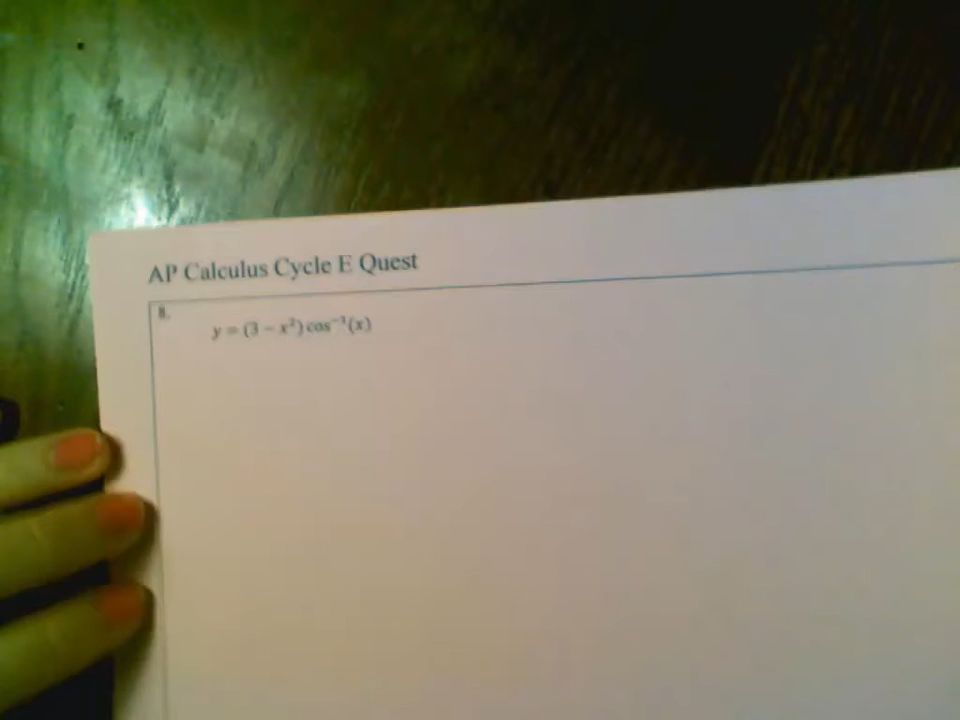 AP Calculus Cycle E Quest
8.
y = (3 − x²) cos⁻¹(x)